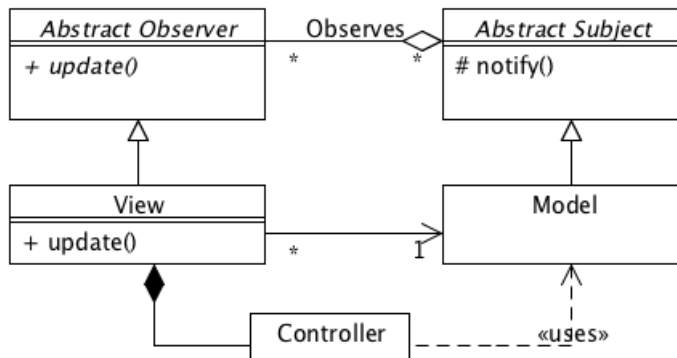 Abstract Observer
Observes
Abstract Subject
+ update()
*
*
# notify()
View
Model
+ update()
*
1
Controller
«uses»